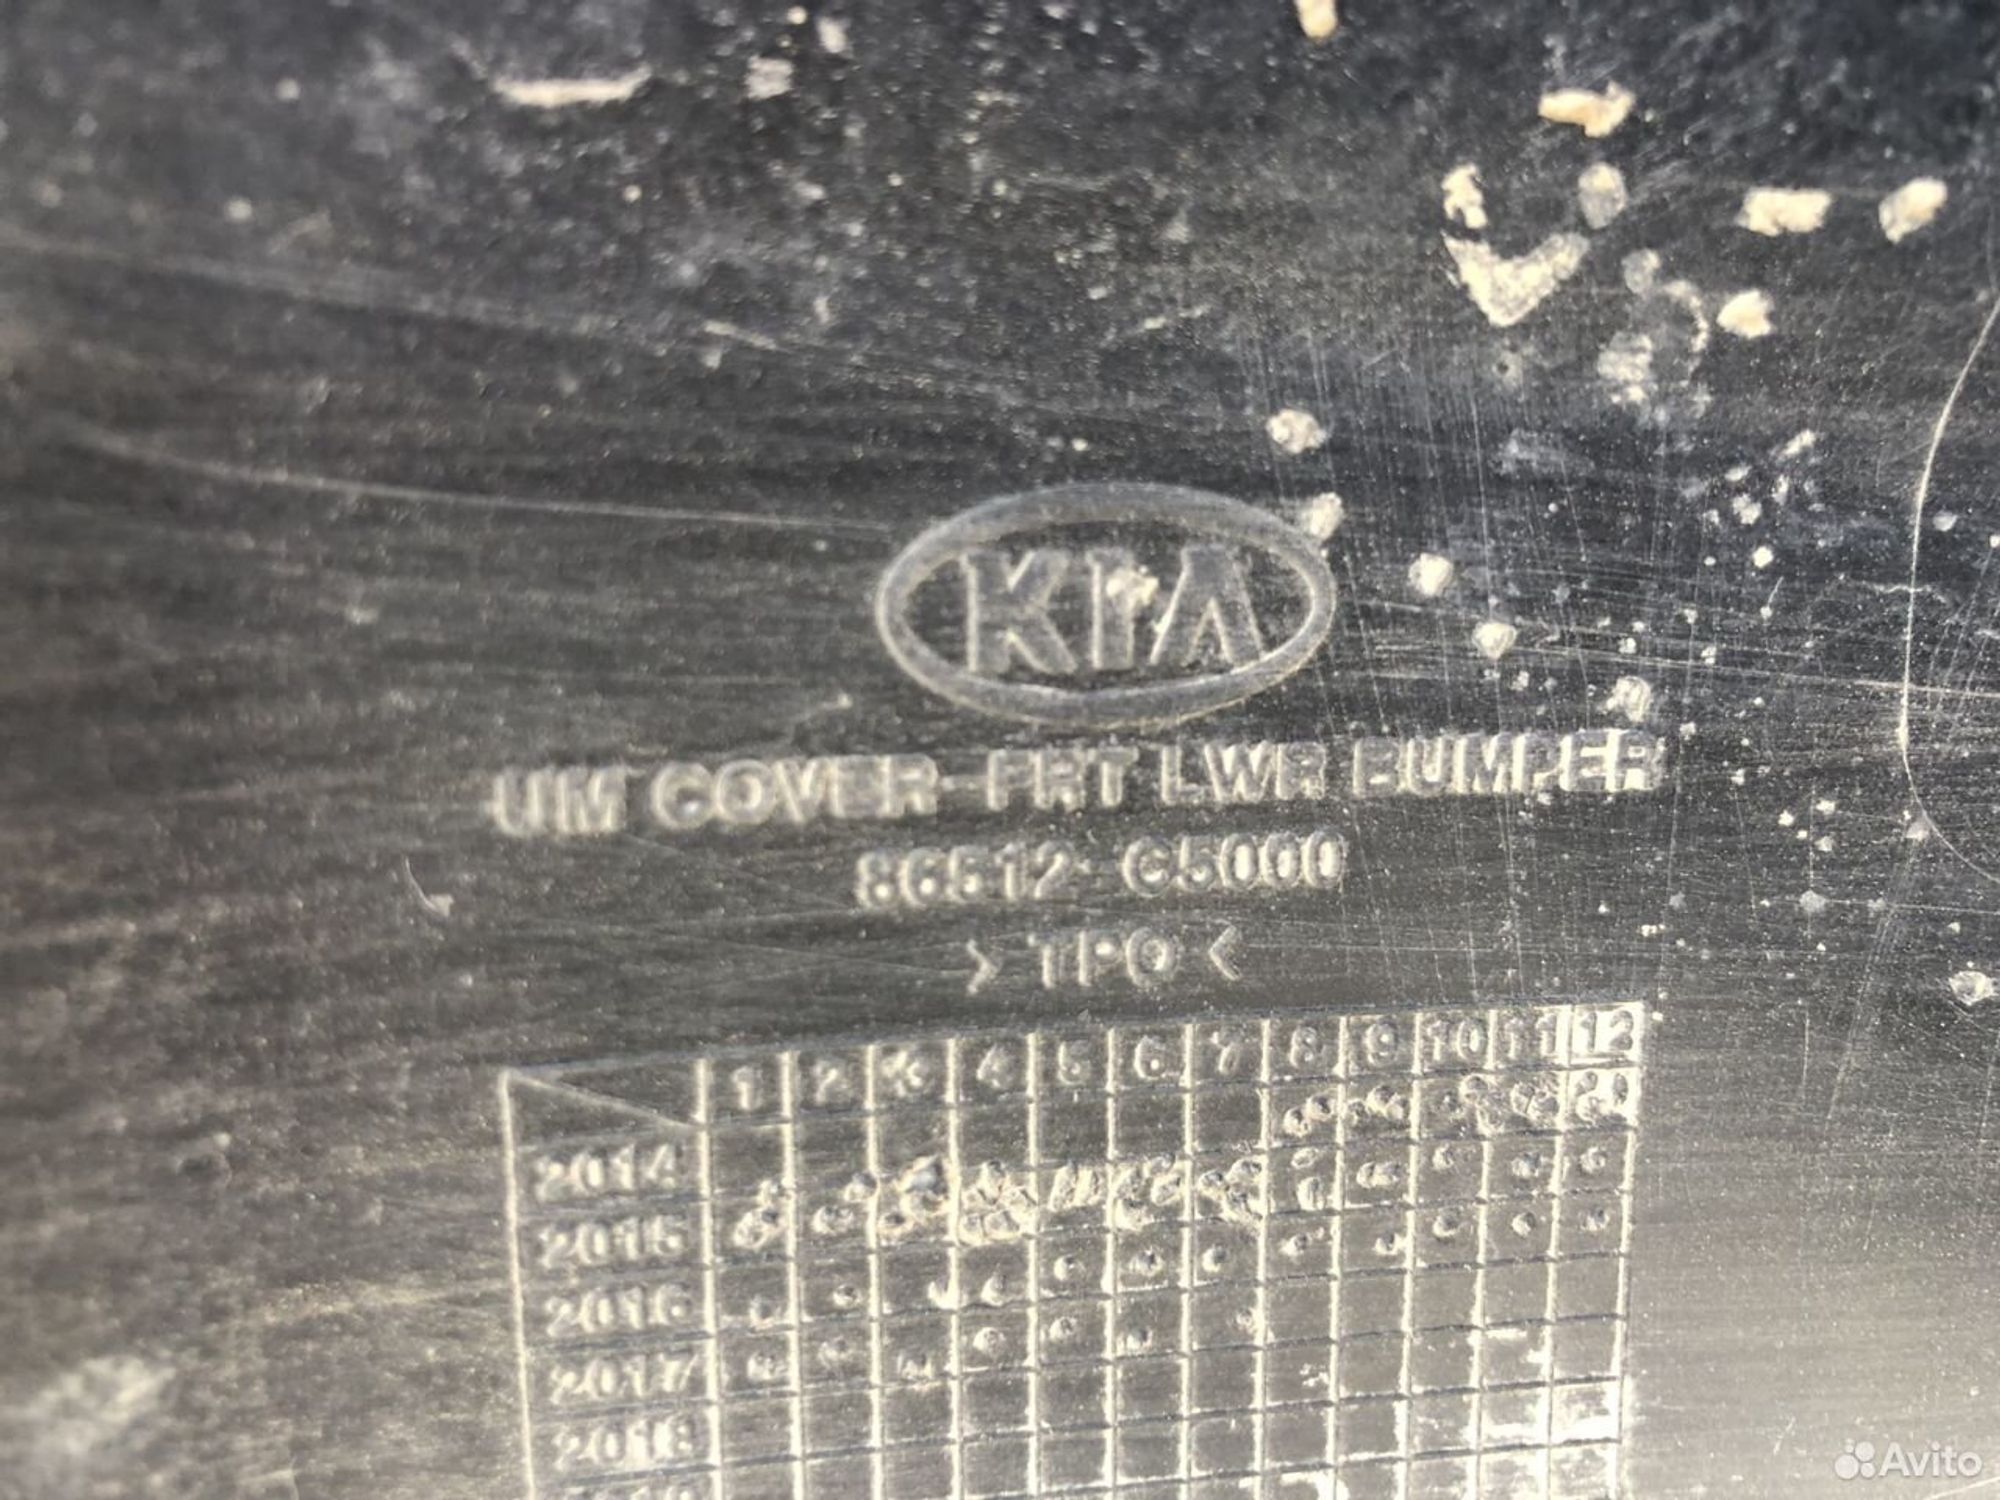 KIA
UM COVER-FRT LWR BUMPER
86512-C5000
>TPO<
1 2 3 4 5 6 7 8 9 10 11 12
2014
2015
2016
2017
2018
Avito